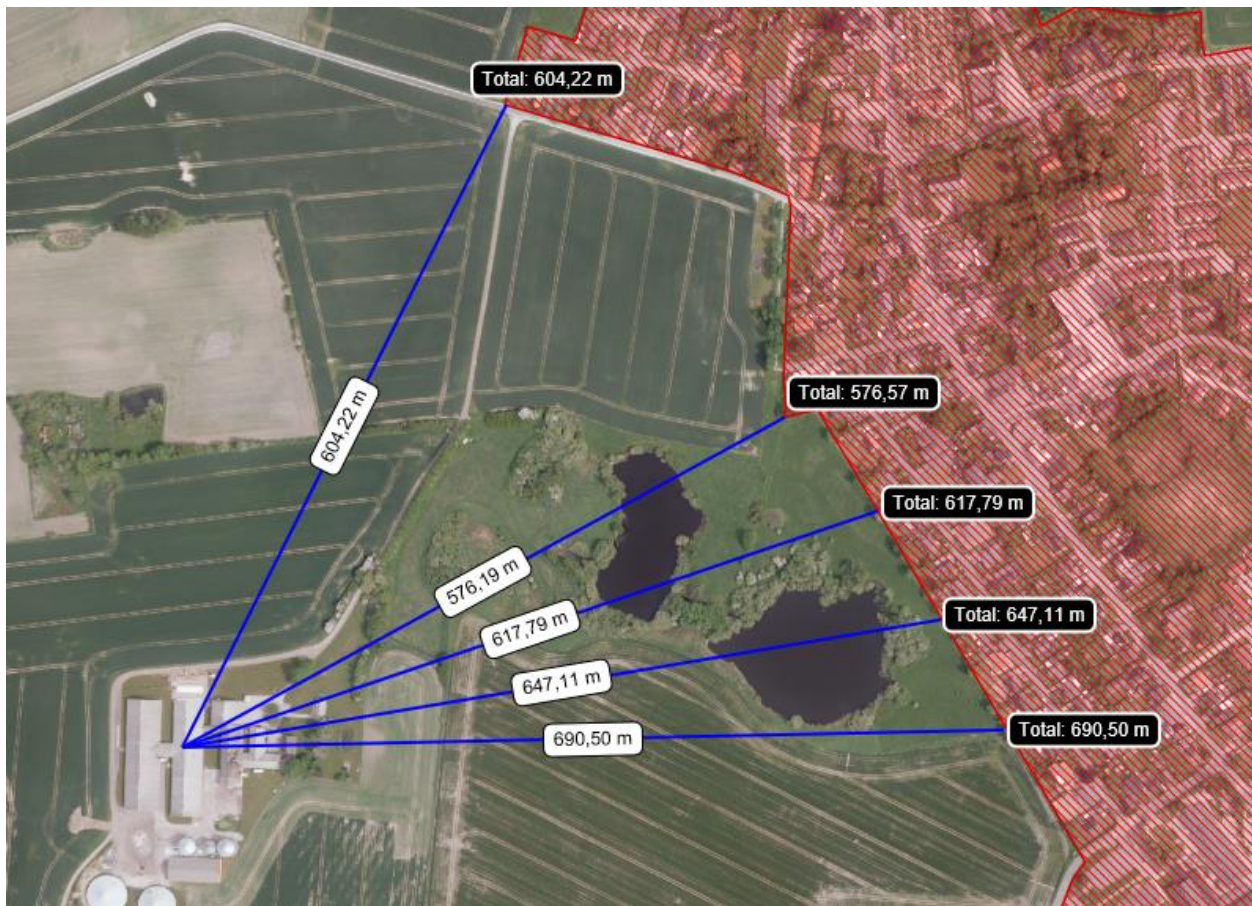 Total: 604,22 m
604,22 m
Total: 576,57 m
576,19 m
Total: 617,79 m
617,79 m
Total: 647,11 m
647,11 m
Total: 690,50 m
690,50 m